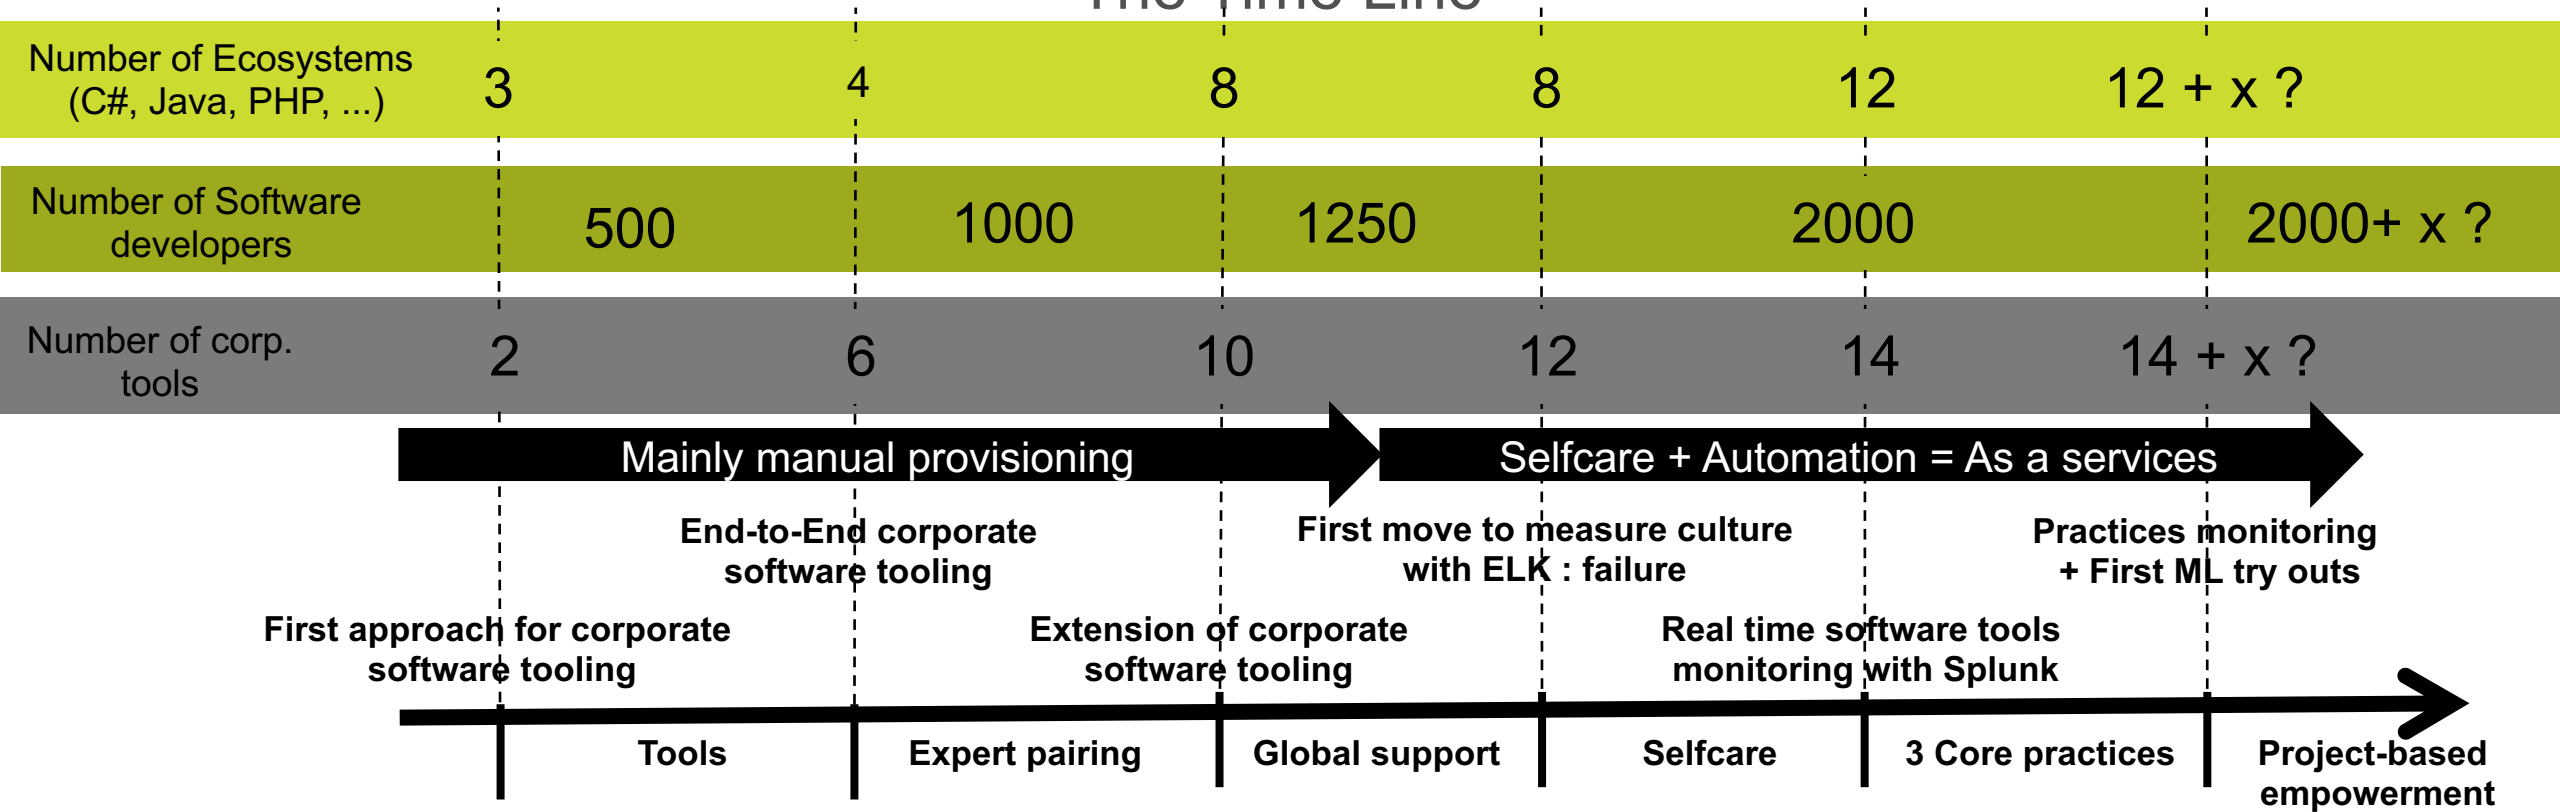 The Time Line
Number of Ecosystems
(C#, Java, PHP, ...)
3
4
8
8
12
12 + x ?
Number of Software
developers
500
1000
1250
2000
2000+ x ?
Number of corp.
tools
2
6
10
12
14
14 + x ?
Mainly manual provisioning
Selfcare + Automation = As a services
End-to-End corporate
software tooling
First move to measure culture
with ELK : failure
Practices monitoring
+ First ML try outs
First approach for corporate
software tooling
Extension of corporate
software tooling
Real time software tools
monitoring with Splunk
Tools
Expert pairing
Global support
Selfcare
3 Core practices
Project-based
empowerment